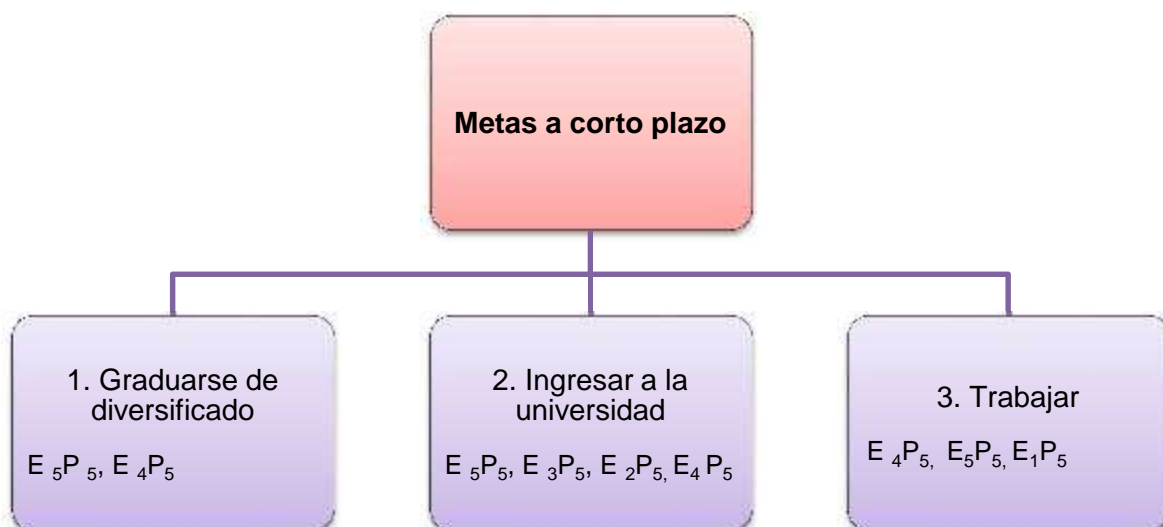 Metas a corto plazo
1. Graduarse de
diversificado
E ₅P ₅, E ₄P₅
2. Ingresar a la
universidad
E ₅P₅, E ₃P₅, E ₂P₅, E₄ P₅
3. Trabajar
E ₄P₅, E₅P₅, E₁P₅